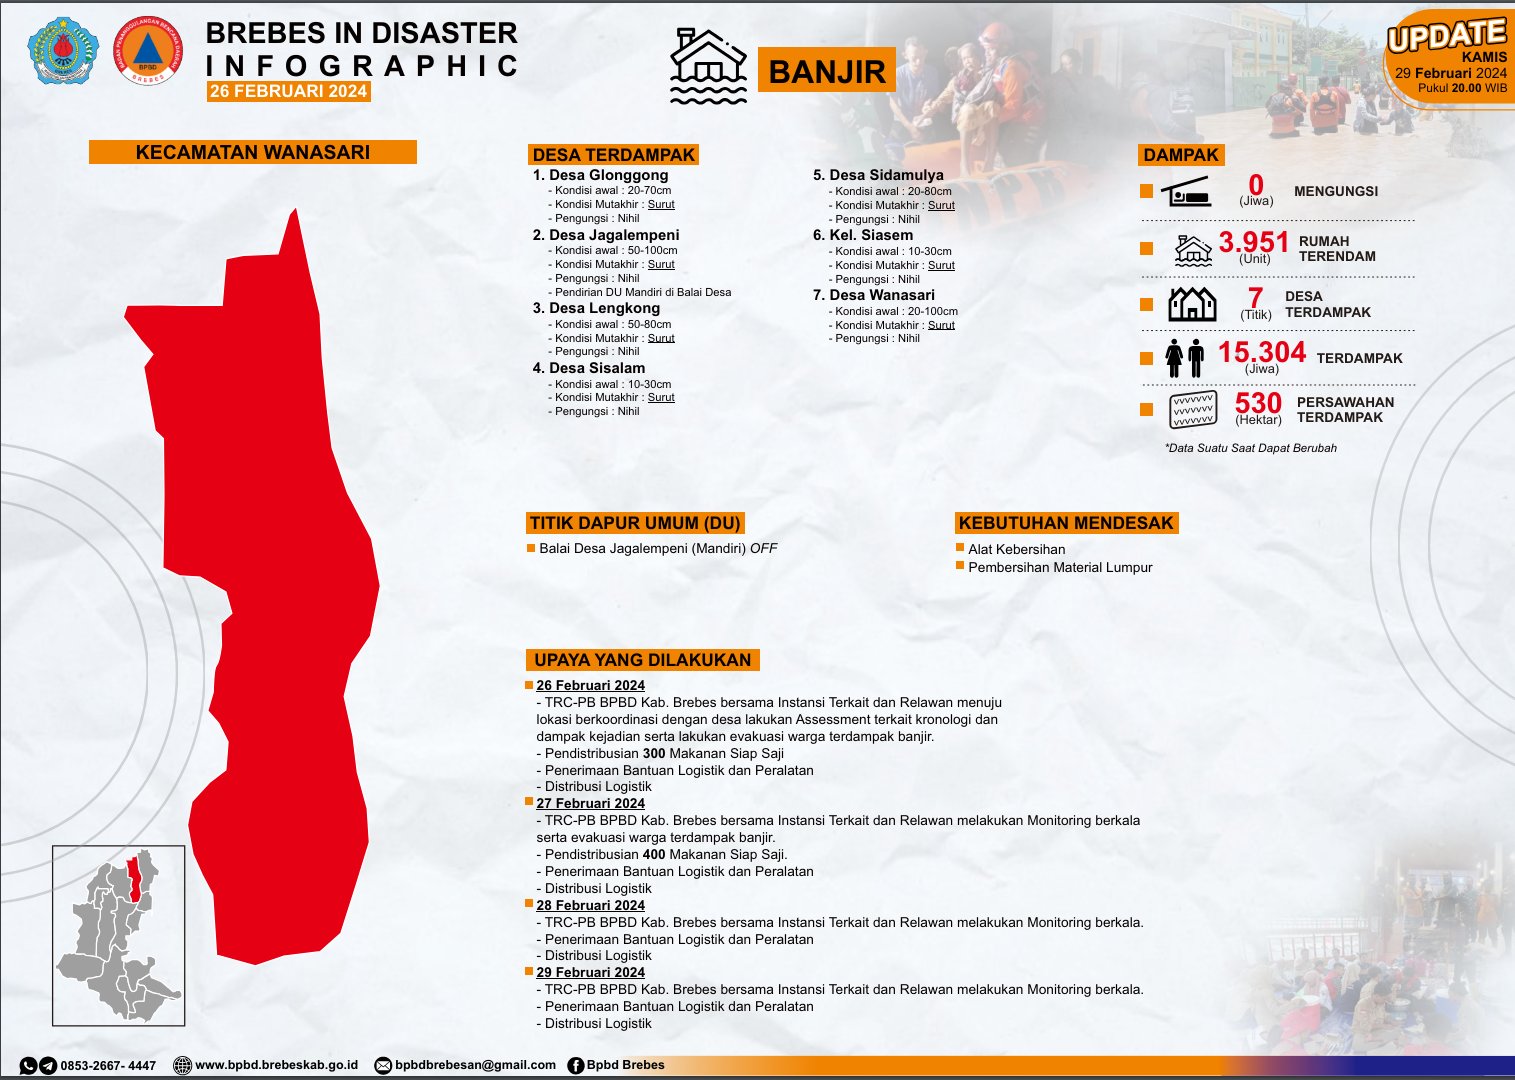 BREBES IN DISASTER
INFOGRAPHIC
26 FEBRUARI 2024
BPBD
BREBES
BANJIR
UPDATE
KAMIS
29 Februari 2024
Pukul 20.00 WIB
KECAMATAN WANASARI
DESA TERDAMPAK
1. Desa Glonggong
- Kondisi awal : 20-70cm
- Kondisi Mutakhir : Surut
- Pengungsi : Nihil
2. Desa Jagalempeni
- Kondisi awal : 50-100cm
- Kondisi Mutakhir : Surut
- Pengungsi : Nihil
- Pendirian DU Mandiri di Balai Desa
3. Desa Lengkong
- Kondisi awal : 50-80cm
- Kondisi Mutakhir : Surut
- Pengungsi : Nihil
4. Desa Sisalam
- Kondisi awal : 10-30cm
- Kondisi Mutakhir : Surut
- Pengungsi : Nihil
5. Desa Sidamulya
- Kondisi awal : 20-80cm
- Kondisi Mutakhir : Surut
- Pengungsi : Nihil
6. Kel. Siasem
- Kondisi awal : 10-30cm
- Kondisi Mutakhir : Surut
- Pengungsi : Nihil
7. Desa Wanasari
- Kondisi awal : 20-100cm
- Kondisi Mutakhir : Surut
- Pengungsi : Nihil
DAMPAK
0
(Jiwa)
MENGUNGSI
3.951
(Unit)
RUMAH
TERENDAM
7
(Titik)
DESA
TERDAMPAK
15.304
(Jiwa)
TERDAMPAK
530
(Hektar)
PERSAWAHAN
TERDAMPAK
*Data Suatu Saat Dapat Berubah
TITIK DAPUR UMUM (DU)
Balai Desa Jagalempeni (Mandiri) OFF
KEBUTUHAN MENDESAK
Alat Kebersihan
Pembersihan Material Lumpur
UPAYA YANG DILAKUKAN
26 Februari 2024
- TRC-PB BPBD Kab. Brebes bersama Instansi Terkait dan Relawan menuju
lokasi berkoordinasi dengan desa lakukan Assessment terkait kronologi dan
dampak kejadian serta lakukan evakuasi warga terdampak banjir.
- Pendistribusian 300 Makanan Siap Saji
- Penerimaan Bantuan Logistik dan Peralatan
- Distribusi Logistik
27 Februari 2024
- TRC-PB BPBD Kab. Brebes bersama Instansi Terkait dan Relawan melakukan Monitoring berkala
serta evakuasi warga terdampak banjir.
- Pendistribusian 400 Makanan Siap Saji.
- Penerimaan Bantuan Logistik dan Peralatan
- Distribusi Logistik
28 Februari 2024
- TRC-PB BPBD Kab. Brebes bersama Instansi Terkait dan Relawan melakukan Monitoring berkala.
- Penerimaan Bantuan Logistik dan Peralatan
- Distribusi Logistik
29 Februari 2024
- TRC-PB BPBD Kab. Brebes bersama Instansi Terkait dan Relawan melakukan Monitoring berkala.
- Penerimaan Bantuan Logistik dan Peralatan
- Distribusi Logistik
0853-2667- 4447
www.bpbd.brebeskab.go.id
bpbdbrebesan@gmail.com
Bpbd Brebes